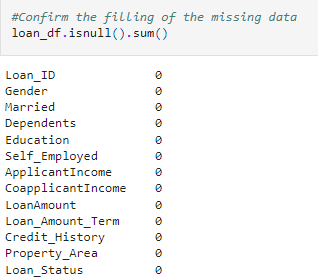 #Confirm the filling of the missing data
loan_df.isnull().sum()
Loan_ID 0
Gender 0
Married 0
Dependents 0
Education 0
Self_Employed 0
ApplicantIncome 0
CoapplicantIncome 0
LoanAmount 0
Loan_Amount_Term 0
Credit_History 0
Property_Area 0
Loan_Status 0